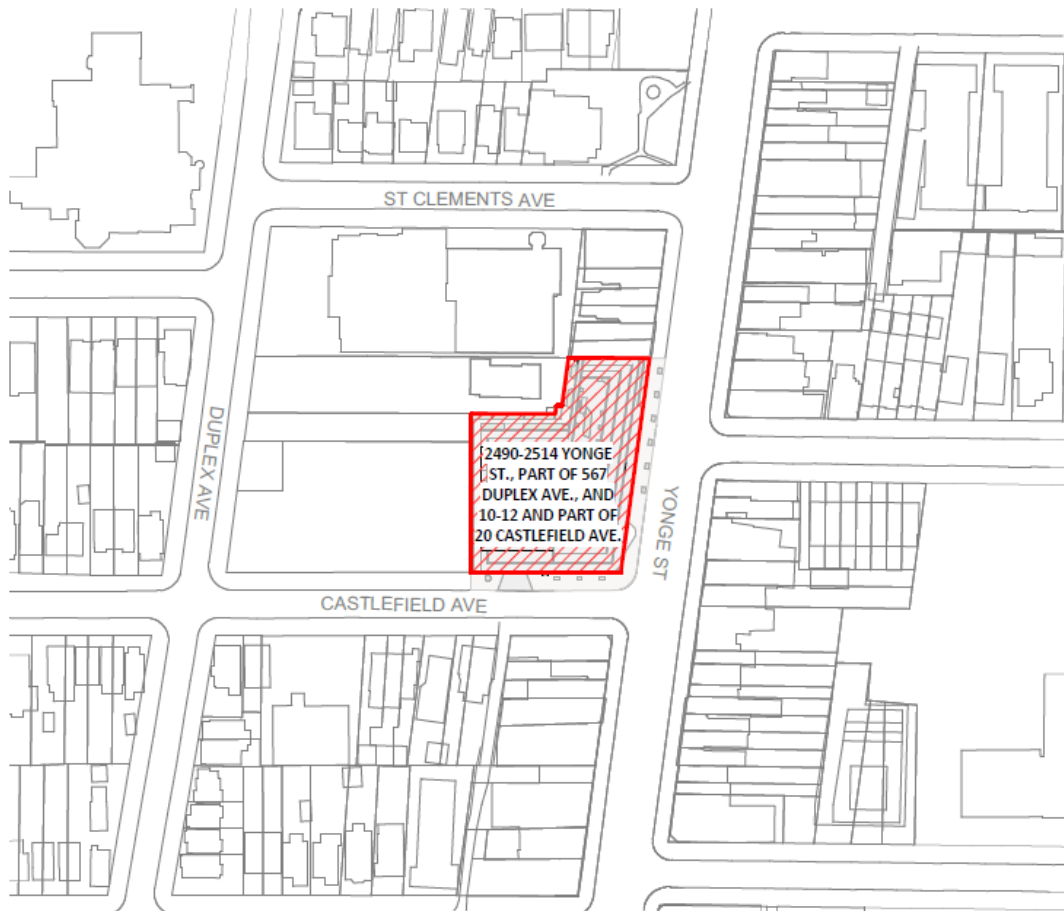 ST CLEMENTS AVE
DUPLEX AVE
2490-2514 YONGE
ST., PART OF 567
DUPLEX AVE., AND
10-12 AND PART OF
20 CASTLEFIELD AVE.
YONGE ST
CASTLEFIELD AVE